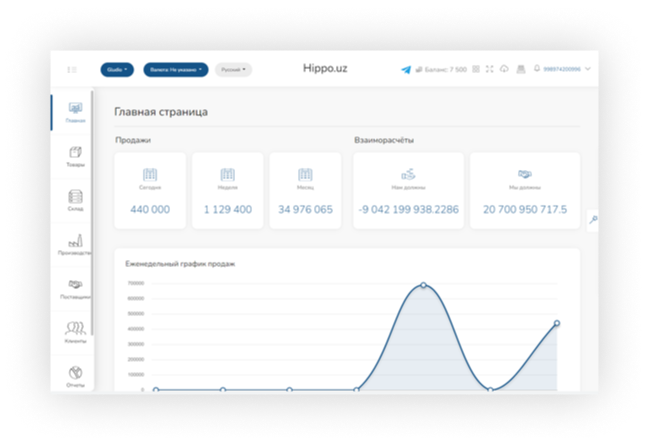 Studio
Валюта: Не указано
Русский
Hippo.uz
Баланс: 7 500
998974200996
Главная
Товары
Склад
Производство
Поставщики
Клиенты
Отчеты
Главная страница
Продажи
Взаиморасчёты
Сегодня
Неделя
Месяц
Нам должны
Мы должны
440 000
1 129 400
34 976 065
-9 042 199 938.2286
20 700 950 717.5
Еженедельный график продаж
700000
600000
500000
400000
300000
200000
100000
0